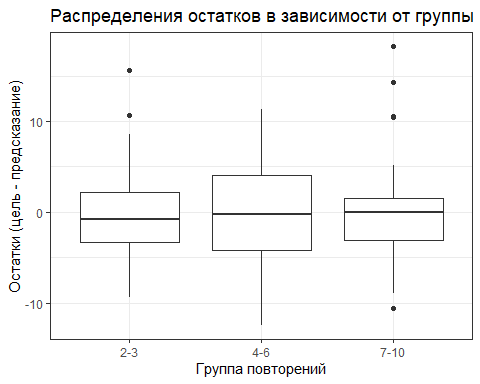 Распределения остатков в зависимости от группы
Остатки (цель - предсказание)
10
0
-10
2-3
4-6
7-10
Группа повторений